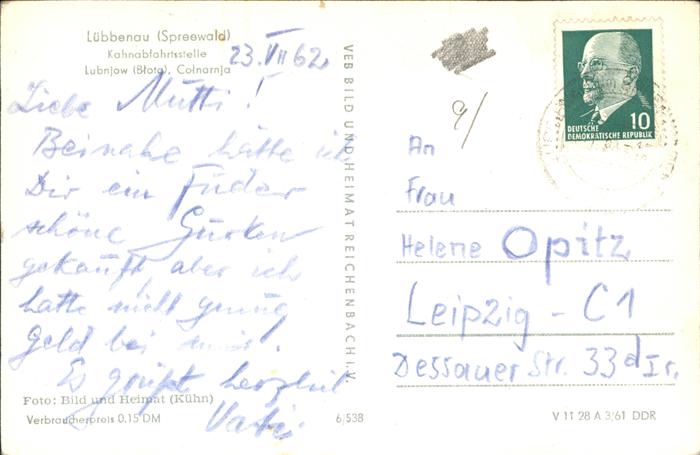 Lübbenau (Spreewald)
Kahnabfahrtsstelle
Lubnjow (Błota), Cołnarnja
23. VII 62.
Liebe Mutti!
Beinahe hätte ich
Dir ein Fuder
schöne Gurken
gekauft aber ich
hatte nicht genug
Geld bei mir!
Es grüßt herzlich
Vati
Foto: Bild und Heimat (Kühn)
Verbraucherpreis 0.15 DM
6/538
VEB BILD UND HEIMAT REICHENBACH I. V.
10
DEUTSCHE
DEMOKRATISCHE REPUBLIK
An
Frau
Helene Opitz
Leipzig - C1
Dessauer Str. 33d Ir.
V 11 28 A 3/61 DDR